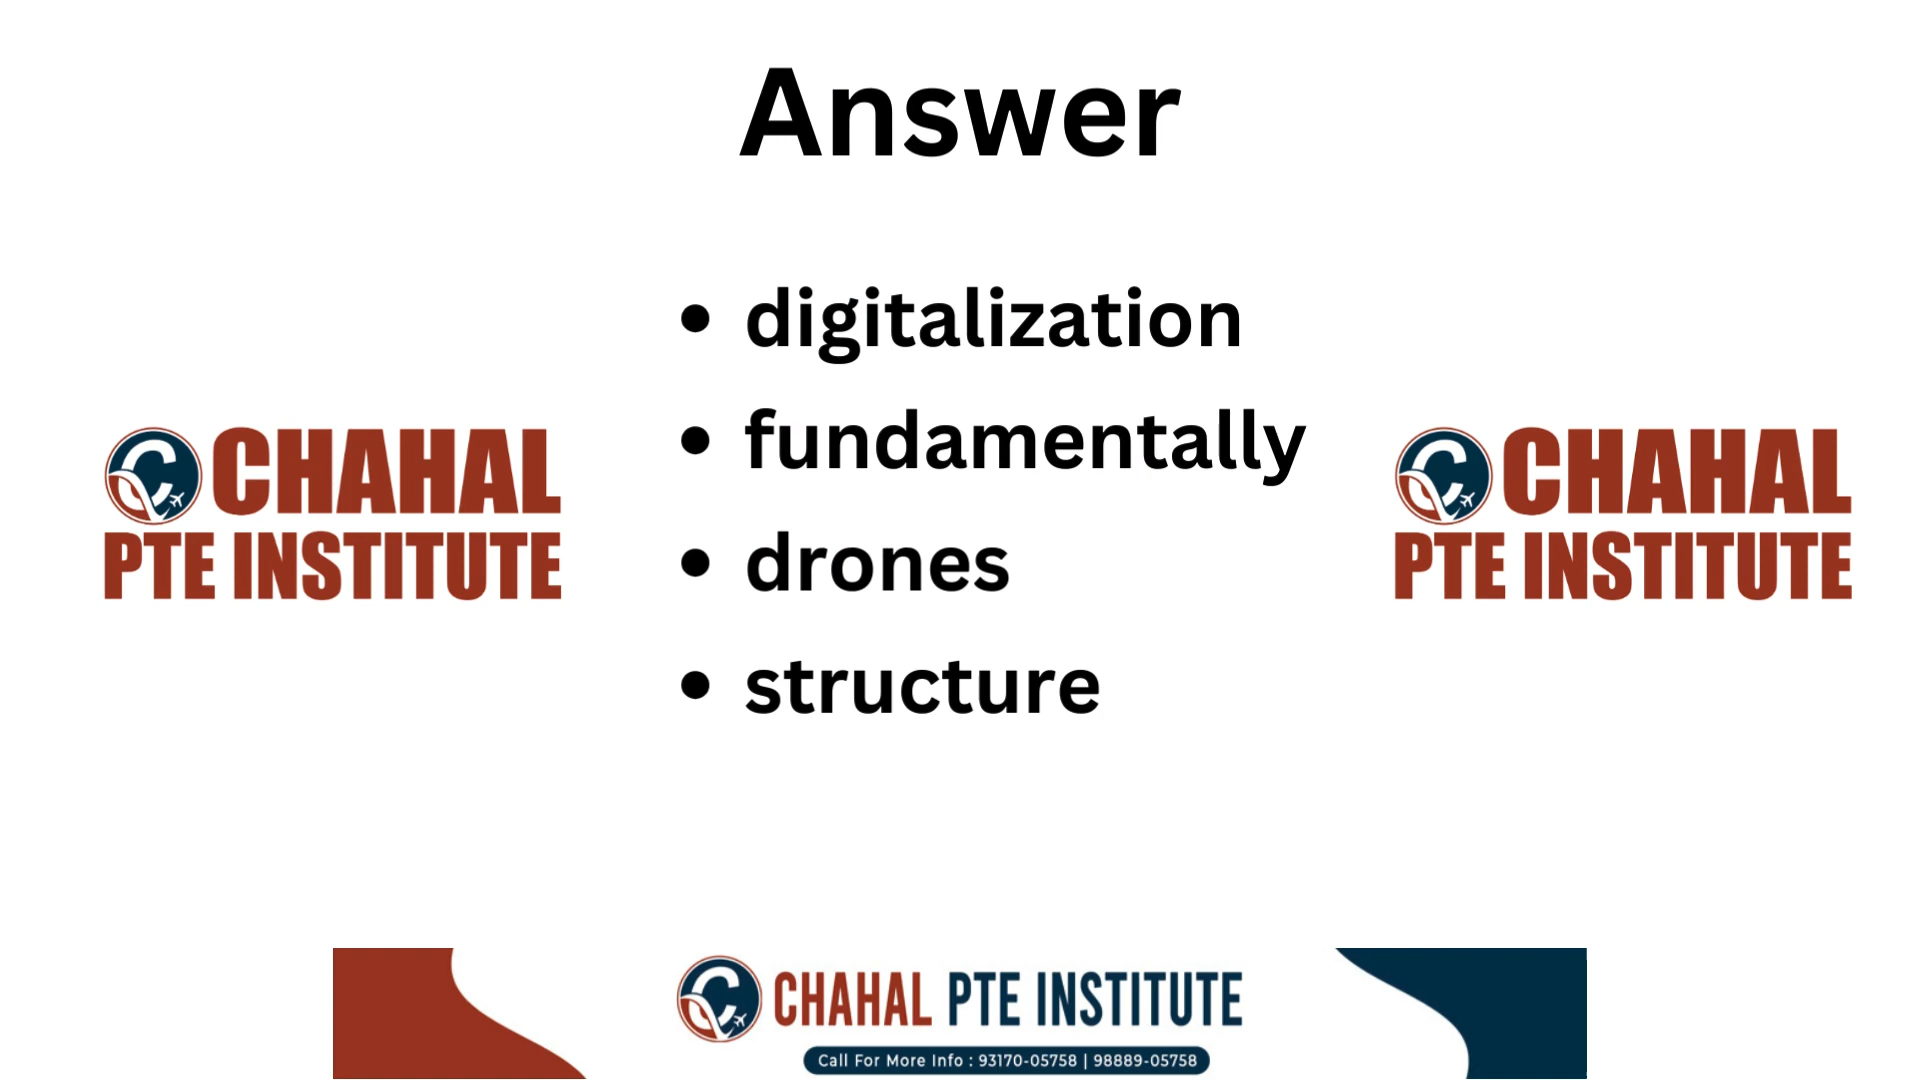 Answer
• digitalization
• fundamentally
• drones
• structure
CHAHAL
PTE INSTITUTE
CHAHAL
PTE INSTITUTE
CHAHAL PTE INSTITUTE
Call For More Info : 93170-05758 | 98889-05758